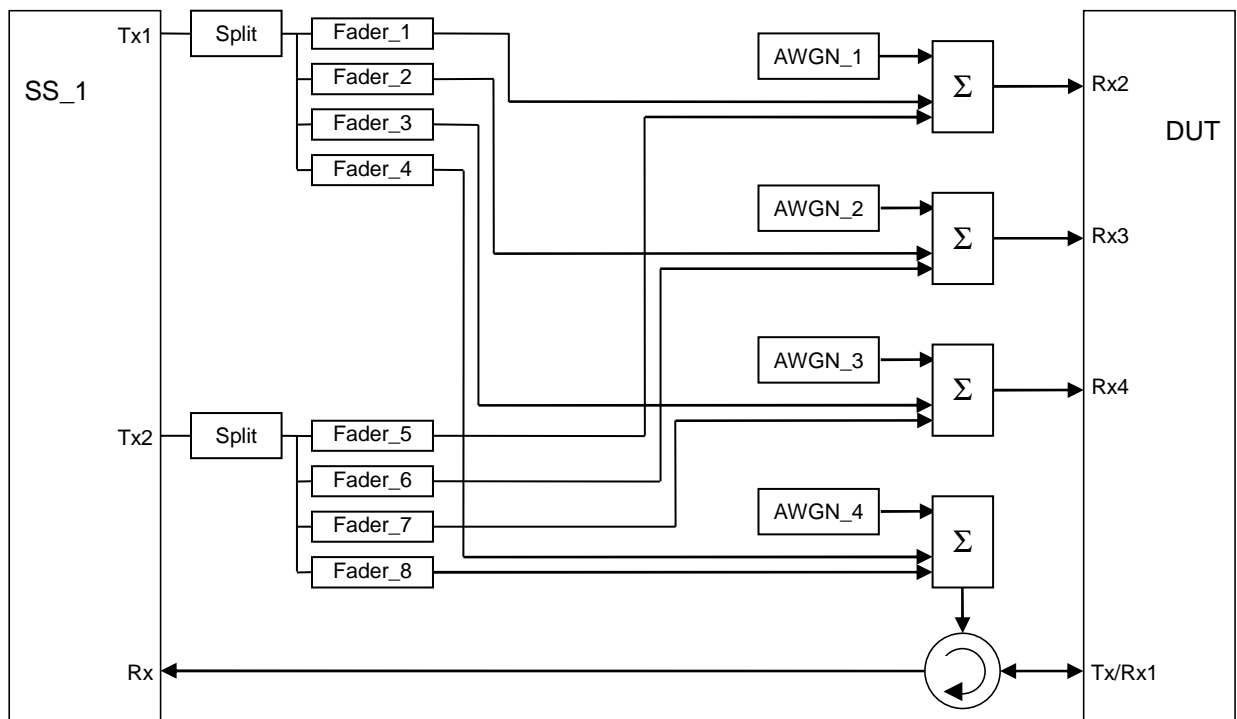 SS_1
Tx1
Split
Fader_1
Fader_2
Fader_3
Fader_4
AWGN_1
Σ
Rx2
DUT
AWGN_2
Σ
Rx3
AWGN_3
Σ
Rx4
Tx2
Split
Fader_5
Fader_6
Fader_7
Fader_8
AWGN_4
Σ
Rx
Tx/Rx1